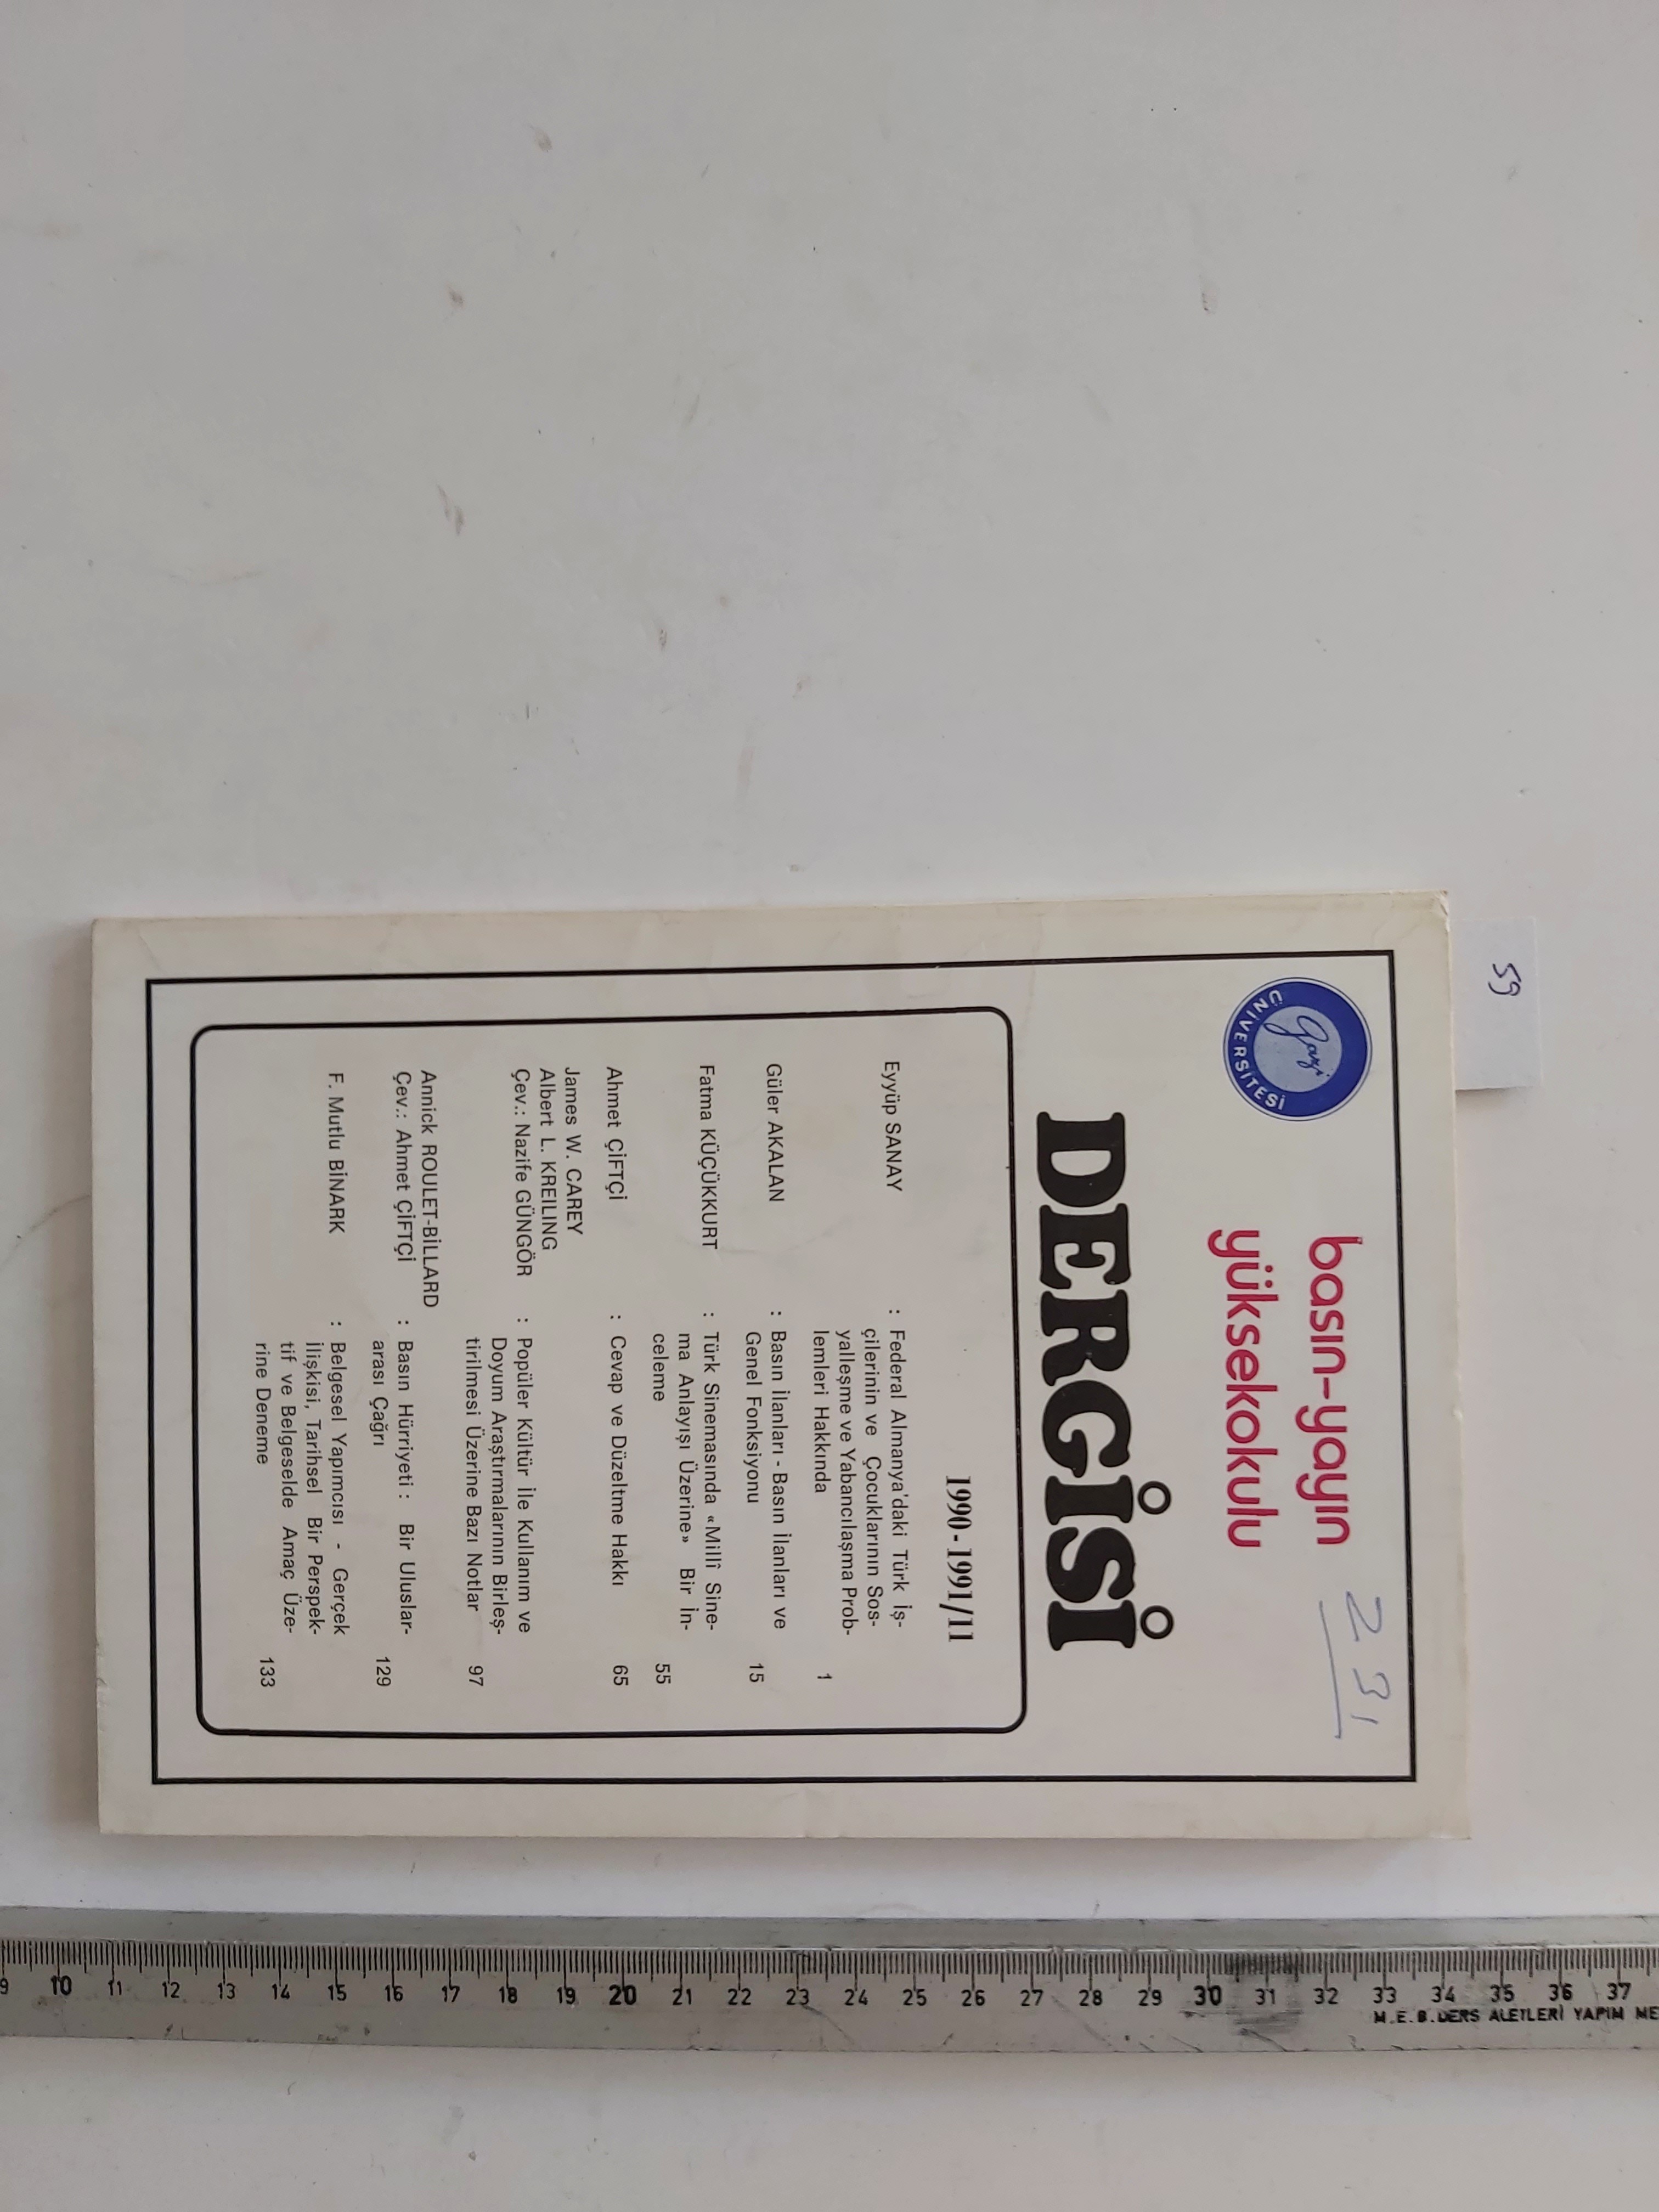 59
basın-yayın
yüksekokulu
231
gazi
ÜNİVERSİTESİ
DERGİSİ
1990-1991/11
Eyyüp SANAY : Federal Almanya'daki Türk İş-
çilerinin ve Çocuklarının Sos-
yalleşme ve Yabancılaşma Prob-
lemleri Hakkında 1
Güler AKALAN : Basın İlanları - Basın İlanları ve
Genel Fonksiyonu 15
Fatma KÜÇÜKKURT : Türk Sinemasında «Millî Sine-
ma Anlayışı Üzerine» Bir İn-
celeme 55
Ahmet ÇİFTÇİ : Cevap ve Düzeltme Hakkı 65
James W. CAREY
Albert L. KREILING
Çev.: Nazife GÜNGÖR : Popüler Kültür İle Kullanım ve
Doyum Araştırmalarının Birleş-
tirilmesi Üzerine Bazı Notlar 97
Annick ROULET-BİLLARD
Çev.: Ahmet ÇİFTÇİ : Basın Hürriyeti : Bir Uluslar-
arası Çağrı 129
F. Mutlu BİNARK : Belgesel Yapımcısı - Gerçek
İlişkisi, Tarihsel Bir Perspek-
tif ve Belgeselde Amaç Üze-
rine Deneme 133
9 10 11 12 13 14 15 16 17 18 19 20 21 22 23 24 25 26 27 28 29 30 31 32 33 34 35 36 37
M.E.B.DERS ALETLERİ YAPIM ME